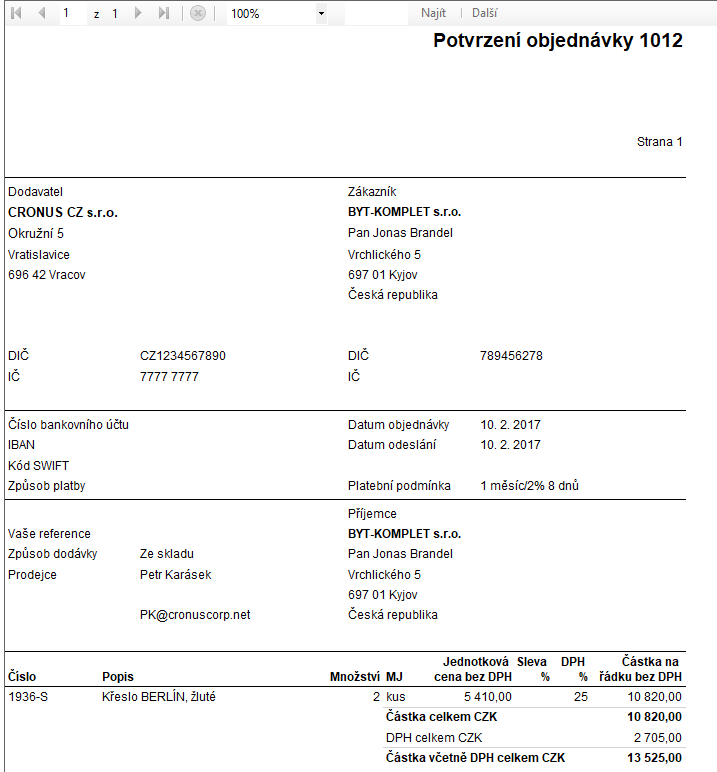 1 z 1 100% Najít Další
Potvrzení objednávky 1012
Strana 1
Dodavatel Zákazník
CRONUS CZ s.r.o. BYT-KOMPLET s.r.o.
Okružní 5 Pan Jonas Brandel
Vratislavice Vrchlického 5
696 42 Vracov 697 01 Kyjov
Česká republika
DIČ CZ1234567890 DIČ 789456278
IČ 7777 7777 IČ
Číslo bankovního účtu Datum objednávky 10. 2. 2017
IBAN Datum odeslání 10. 2. 2017
Kód SWIFT
Způsob platby Platební podmínka 1 měsíc/2% 8 dnů
Příjemce
Vaše reference BYT-KOMPLET s.r.o.
Způsob dodávky Ze skladu Pan Jonas Brandel
Prodejce Petr Karásek Vrchlického 5
697 01 Kyjov
PK@cronuscorp.net Česká republika
Jednotková Sleva DPH Částka na
Číslo Popis Množství MJ cena bez DPH % % řádku bez DPH
1936-S Křeslo BERLÍN, žluté 2 kus 5 410,00 25 10 820,00
Částka celkem CZK 10 820,00
DPH celkem CZK 2 705,00
Částka včetně DPH celkem CZK 13 525,00